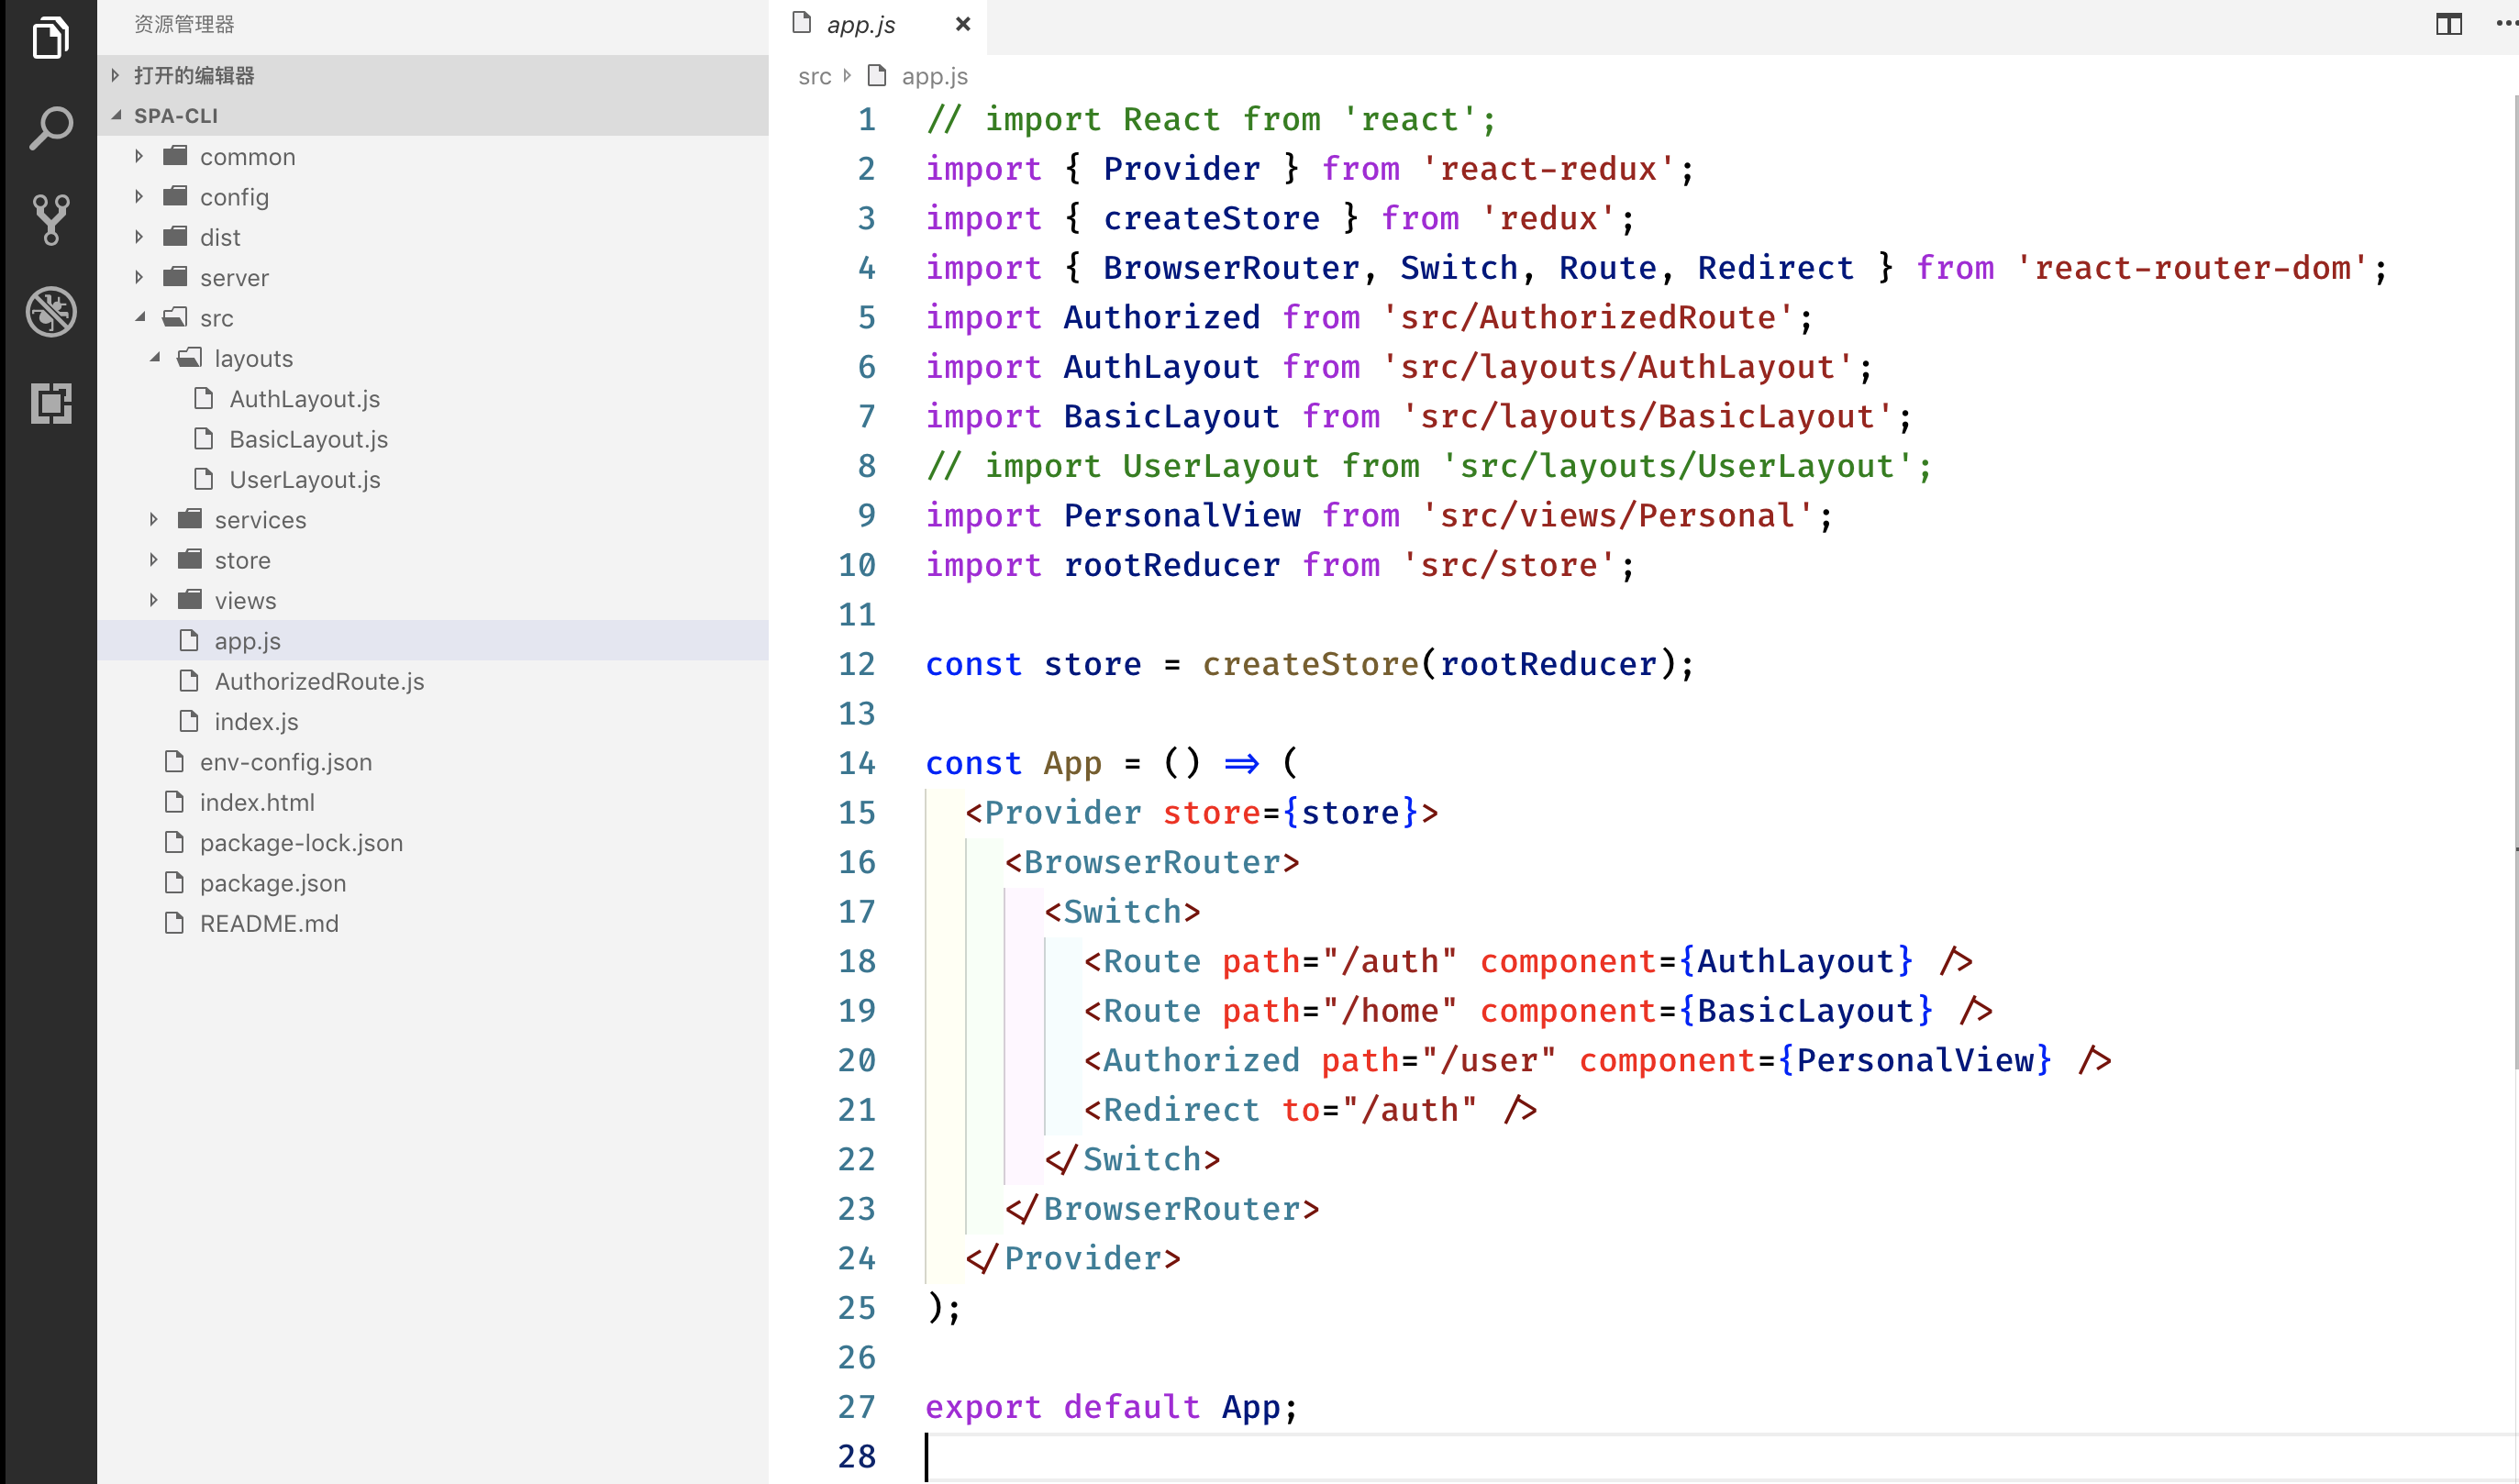 资源管理器
打开的编辑器
SPA-CLI
common
config
dist
server
src
layouts
AuthLayout.js
BasicLayout.js
UserLayout.js
services
store
views
app.js
AuthorizedRoute.js
index.js
env-config.json
index.html
package-lock.json
package.json
README.md
app.js
src app.js
1 // import React from 'react';
2 import { Provider } from 'react-redux';
3 import { createStore } from 'redux';
4 import { BrowserRouter, Switch, Route, Redirect } from 'react-router-dom';
5 import Authorized from 'src/AuthorizedRoute';
6 import AuthLayout from 'src/layouts/AuthLayout';
7 import BasicLayout from 'src/layouts/BasicLayout';
8 // import UserLayout from 'src/layouts/UserLayout';
9 import PersonalView from 'src/views/Personal';
10 import rootReducer from 'src/store';
11
12 const store = createStore(rootReducer);
13
14 const App = () => (
15   <Provider store={store}>
16     <BrowserRouter>
17       <Switch>
18         <Route path="/auth" component={AuthLayout} />
19         <Route path="/home" component={BasicLayout} />
20         <Authorized path="/user" component={PersonalView} />
21         <Redirect to="/auth" />
22       </Switch>
23     </BrowserRouter>
24   </Provider>
25 );
26
27 export default App;
28